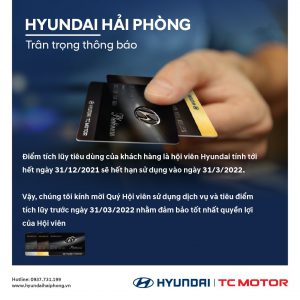 HYUNDAI HẢI PHÒNG
Trân trọng thông báo
HYUNDAI
TC MOTOR
Điểm tích lũy tiêu dùng của khách hàng là hội viên Hyundai tính tới
hết ngày 31/12/2021 sẽ hết hạn sử dụng vào ngày 31/3/2022.
Vậy, chúng tôi kính mời Quý Hội viên sử dụng dịch vụ và tiêu điểm
tích lũy trước ngày 31/03/2022 nhằm đảm bảo tốt nhất quyền lợi
của Hội viên
Hotline: 0937.731.199
www.hyundaihaiphong.vn
HYUNDAI | TC MOTOR